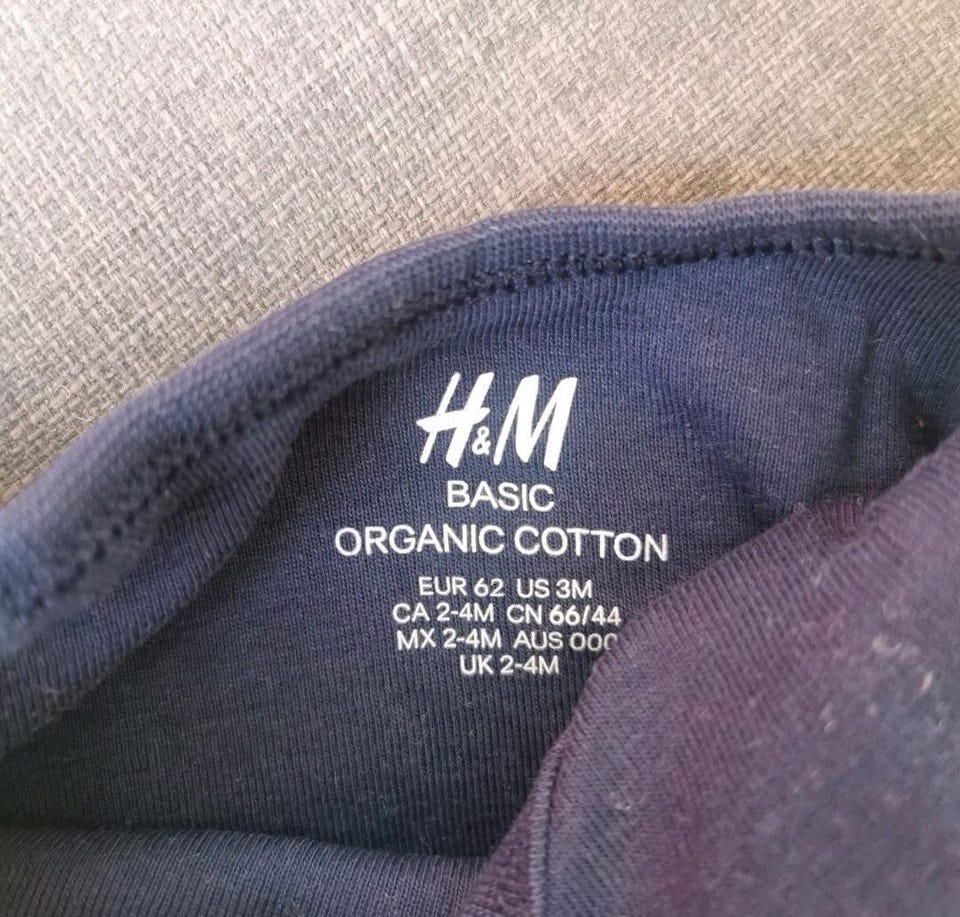 H&M
BASIC
ORGANIC COTTON
EUR 62 US 3M
CA 2-4M CN 66/44
MX 2-4M AUS 000
UK 2-4M